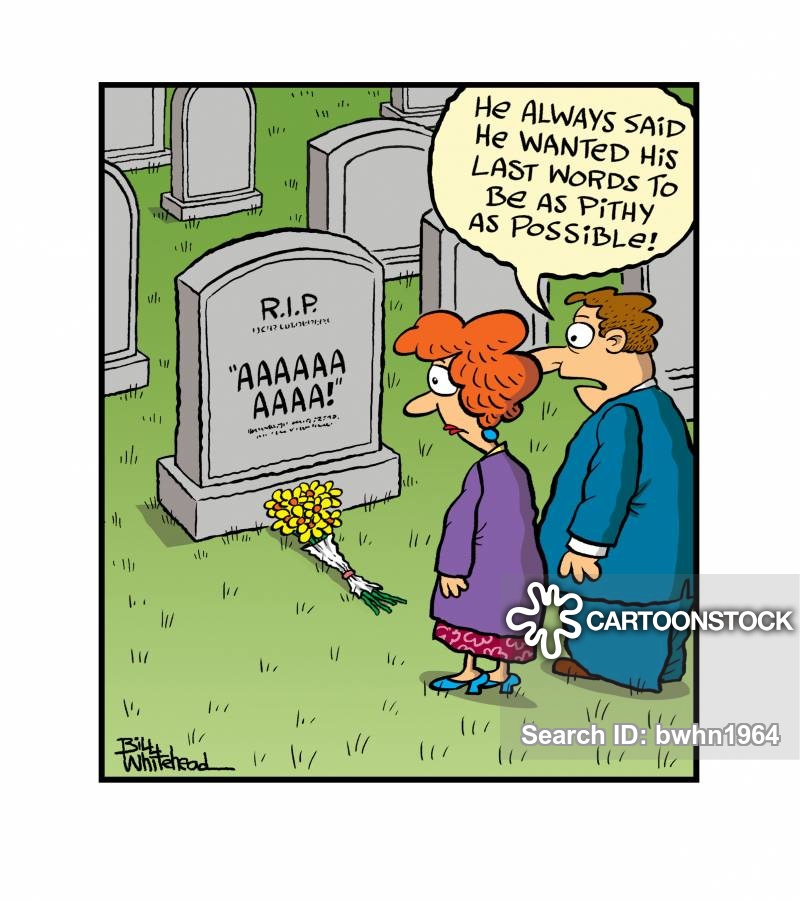 HE ALWAYS SAID
HE WANTED HIS
LAST WORDS TO
BE AS PITHY
AS POSSIBLE!
R.I.P.
"AAAAAA
AAAA!"
CARTOONSTOCK
Search ID: bwhn1964
Bill
Whitehead